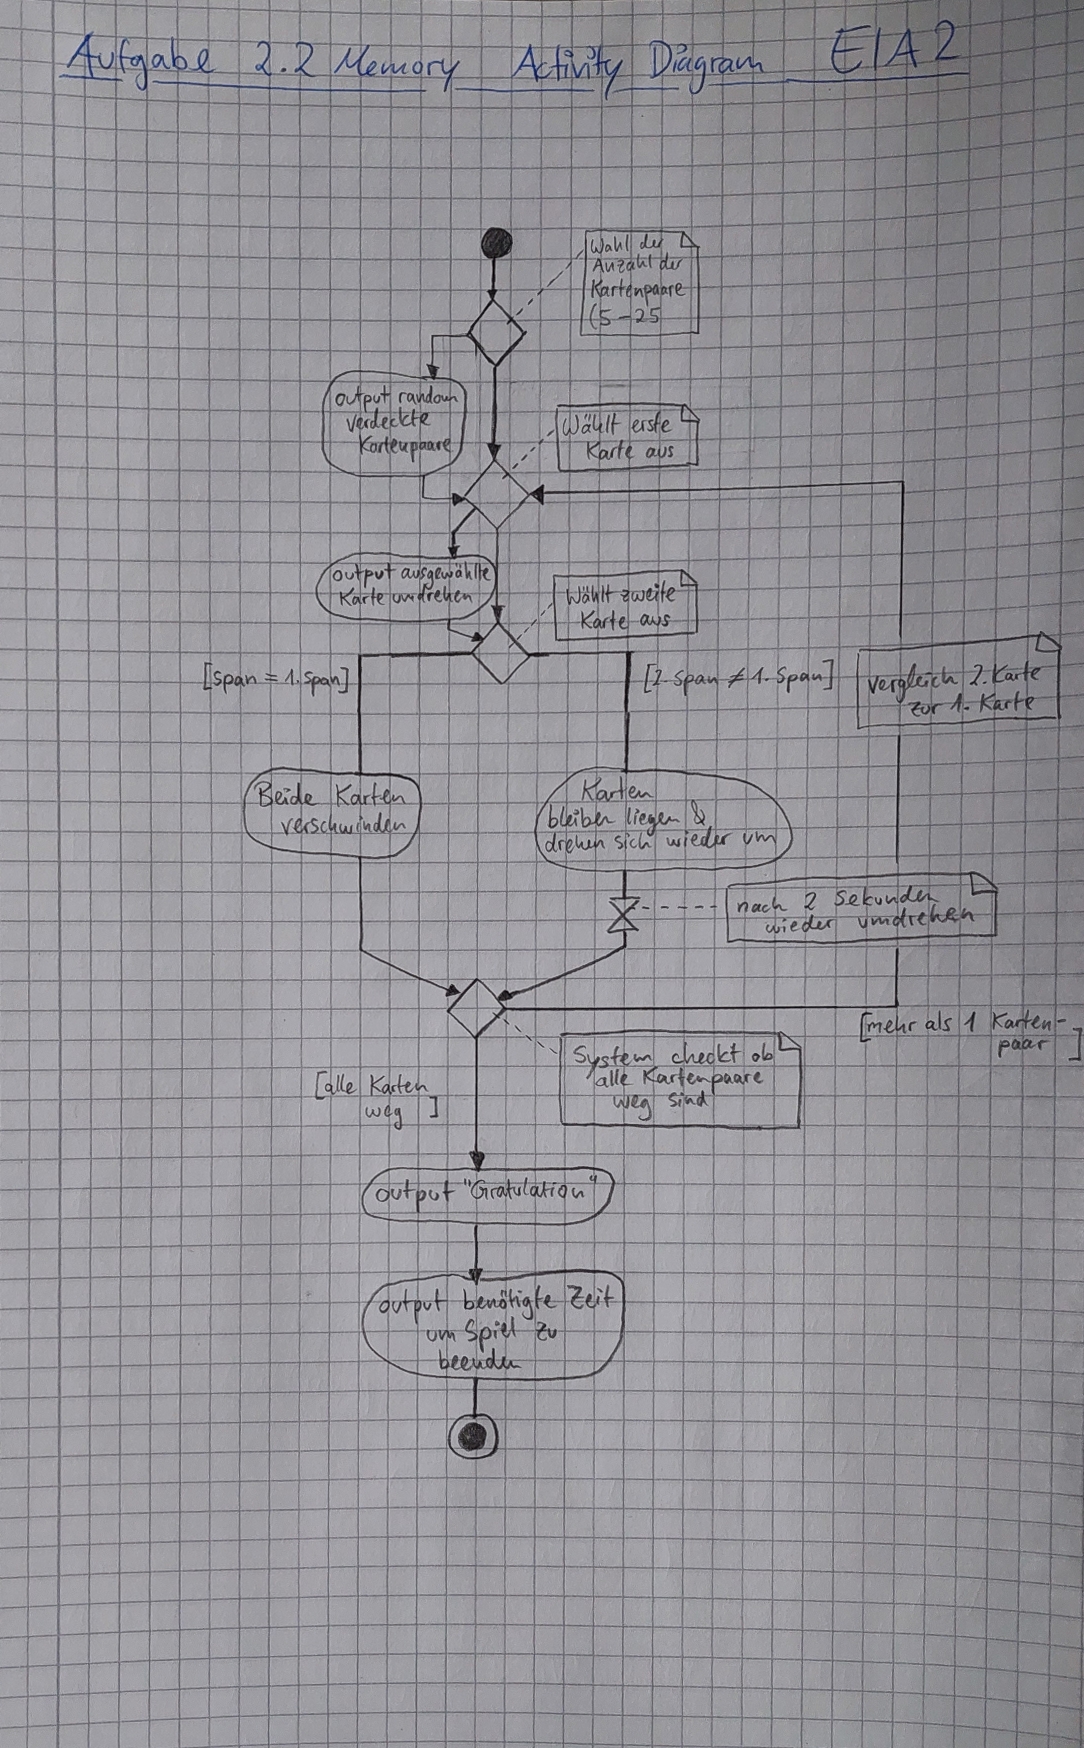 Aufgabe 2.2 Memory Activity Diagram EIA2
Wahl der
Anzahl der
Kartenpaare
(5-25
output random
verdeckte
Kartenpaare
Wählt erste
Karte aus
output ausgewählte
Karte umdrehen
Wählt zweite
Karte aus
[span = 1. span]
[2. span ≠ 1. span]
vergleich 2. Karte
zur 1. Karte
Beide Karten
verschwinden
Karten
bleiben liegen &
drehen sich wieder um
nach 2 Sekunden
wieder umdrehen
[mehr als 1 Karten-
paar ]
System checkt ob
alle Kartenpaare
weg sind
[alle Karten
weg ]
output "Gratulation"
output benötigte Zeit
um Spiel zu
beenden